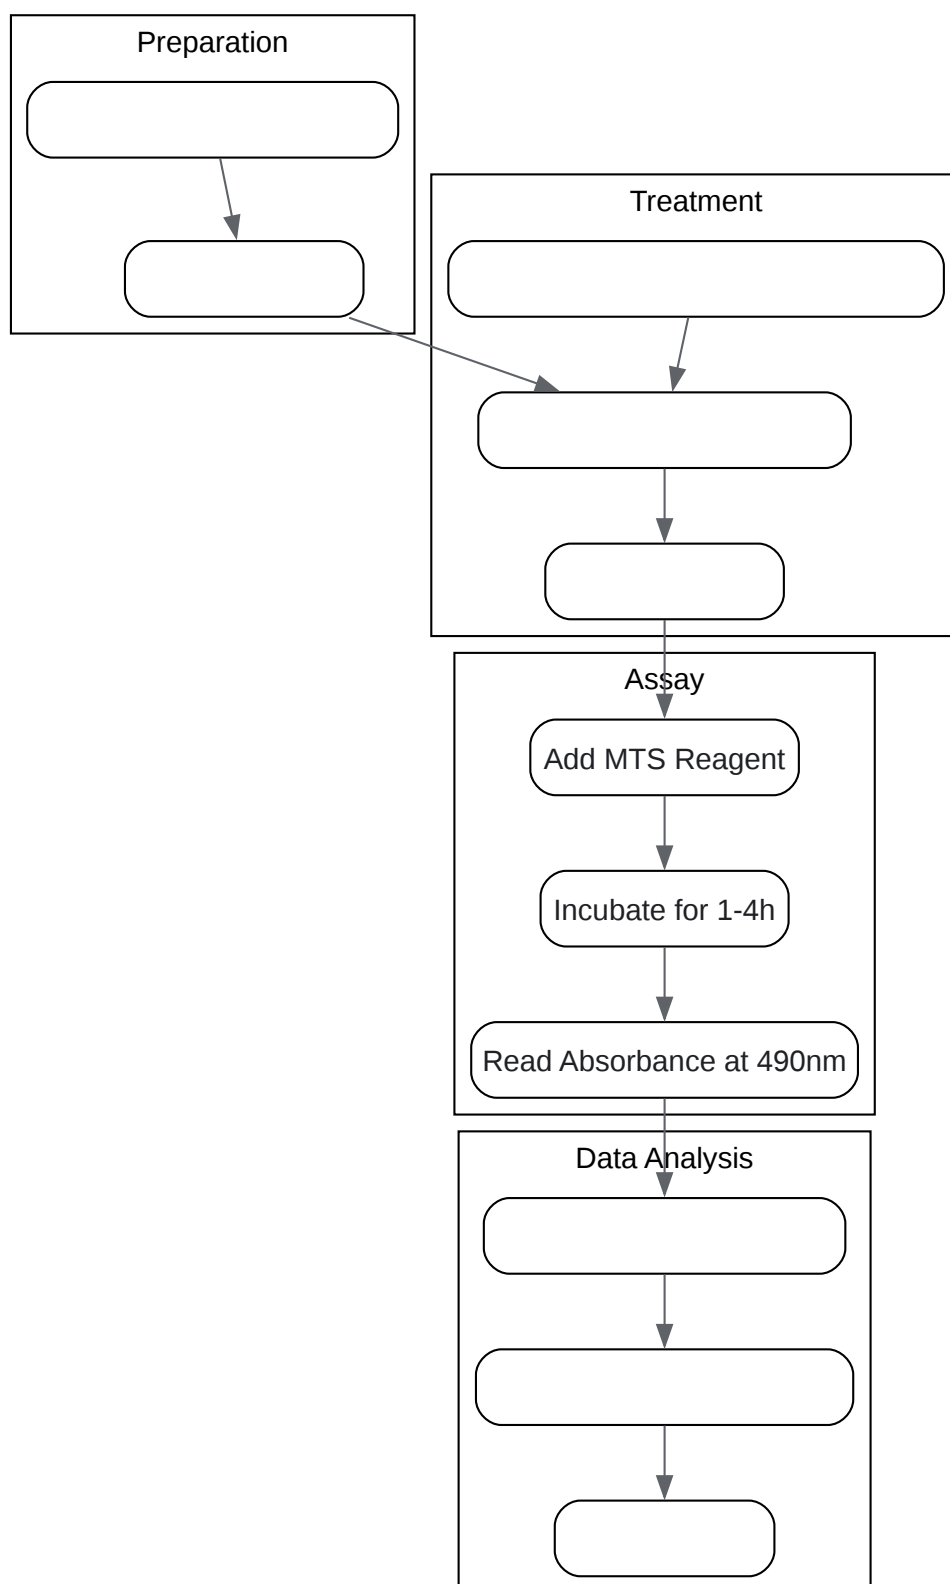 Preparation
Treatment
Assay
Add MTS Reagent
Incubate for 1-4h
Read Absorbance at 490nm
Data Analysis